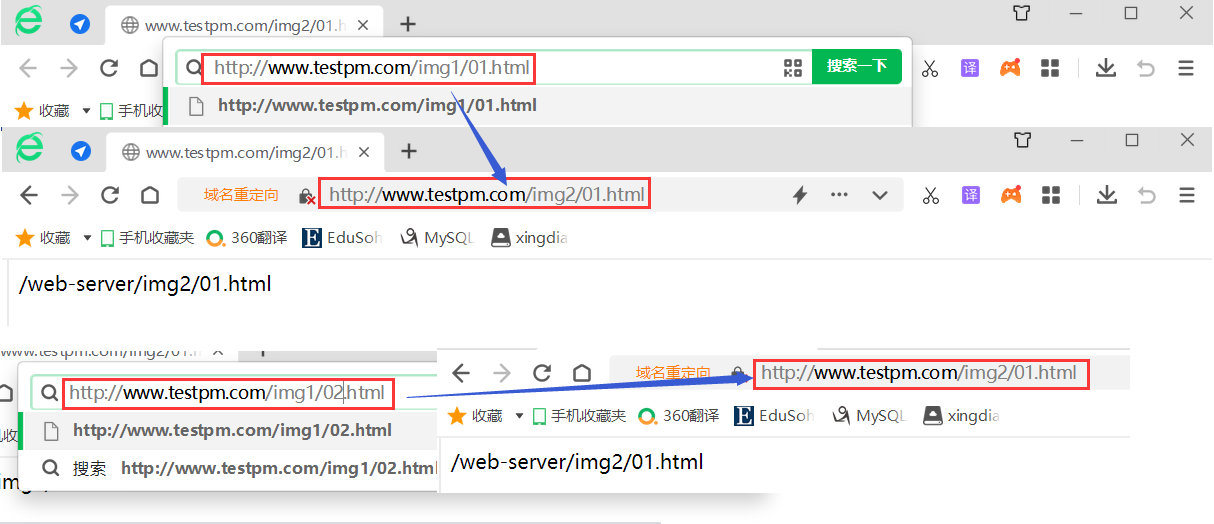 www.testpm.com/img2/01.h
http://www.testpm.com/img1/01.html
搜索一下
译
收藏
手机收
http://www.testpm.com/img1/01.html
www.testpm.com/img2/01.h
域名重定向
http://www.testpm.com/img2/01.html
译
收藏
手机收藏夹
360翻译
EduSoh
MySQL
xingdia
/web-server/img2/01.html
www.testpm.com/img2/01.h
http://www.testpm.com/img1/02.html
http://www.testpm.com/img1/02.html
搜索 http://www.testpm.com/img1/02.html
域名重定向
http://www.testpm.com/img2/01.html
收藏
手机收藏夹
360翻译
EduSoh
MySQL
xingdia
/web-server/img2/01.html